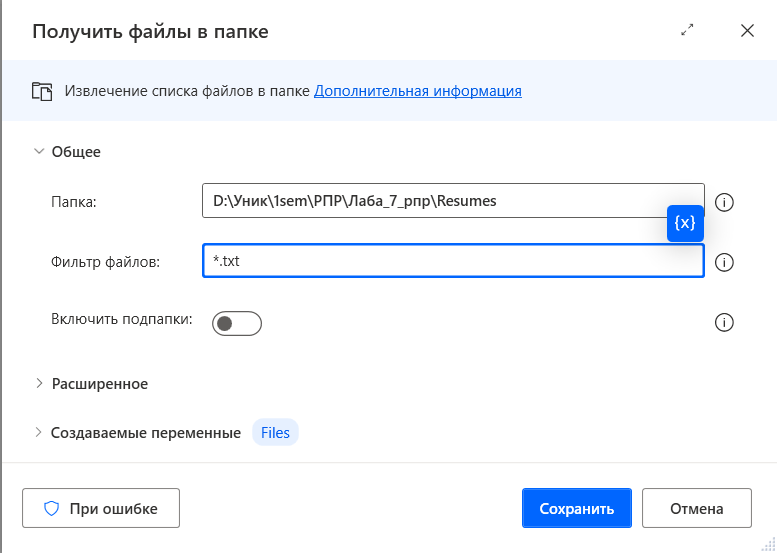 Получить файлы в папке
Извлечение списка файлов в папке Дополнительная информация
Общее
Папка: D:\Уник\1sem\РПР\Лаба_7_рпр\Resumes
{x}
Фильтр файлов: *.txt
Включить подпапки:
Расширенное
Создаваемые переменные Files
При ошибке Сохранить Отмена